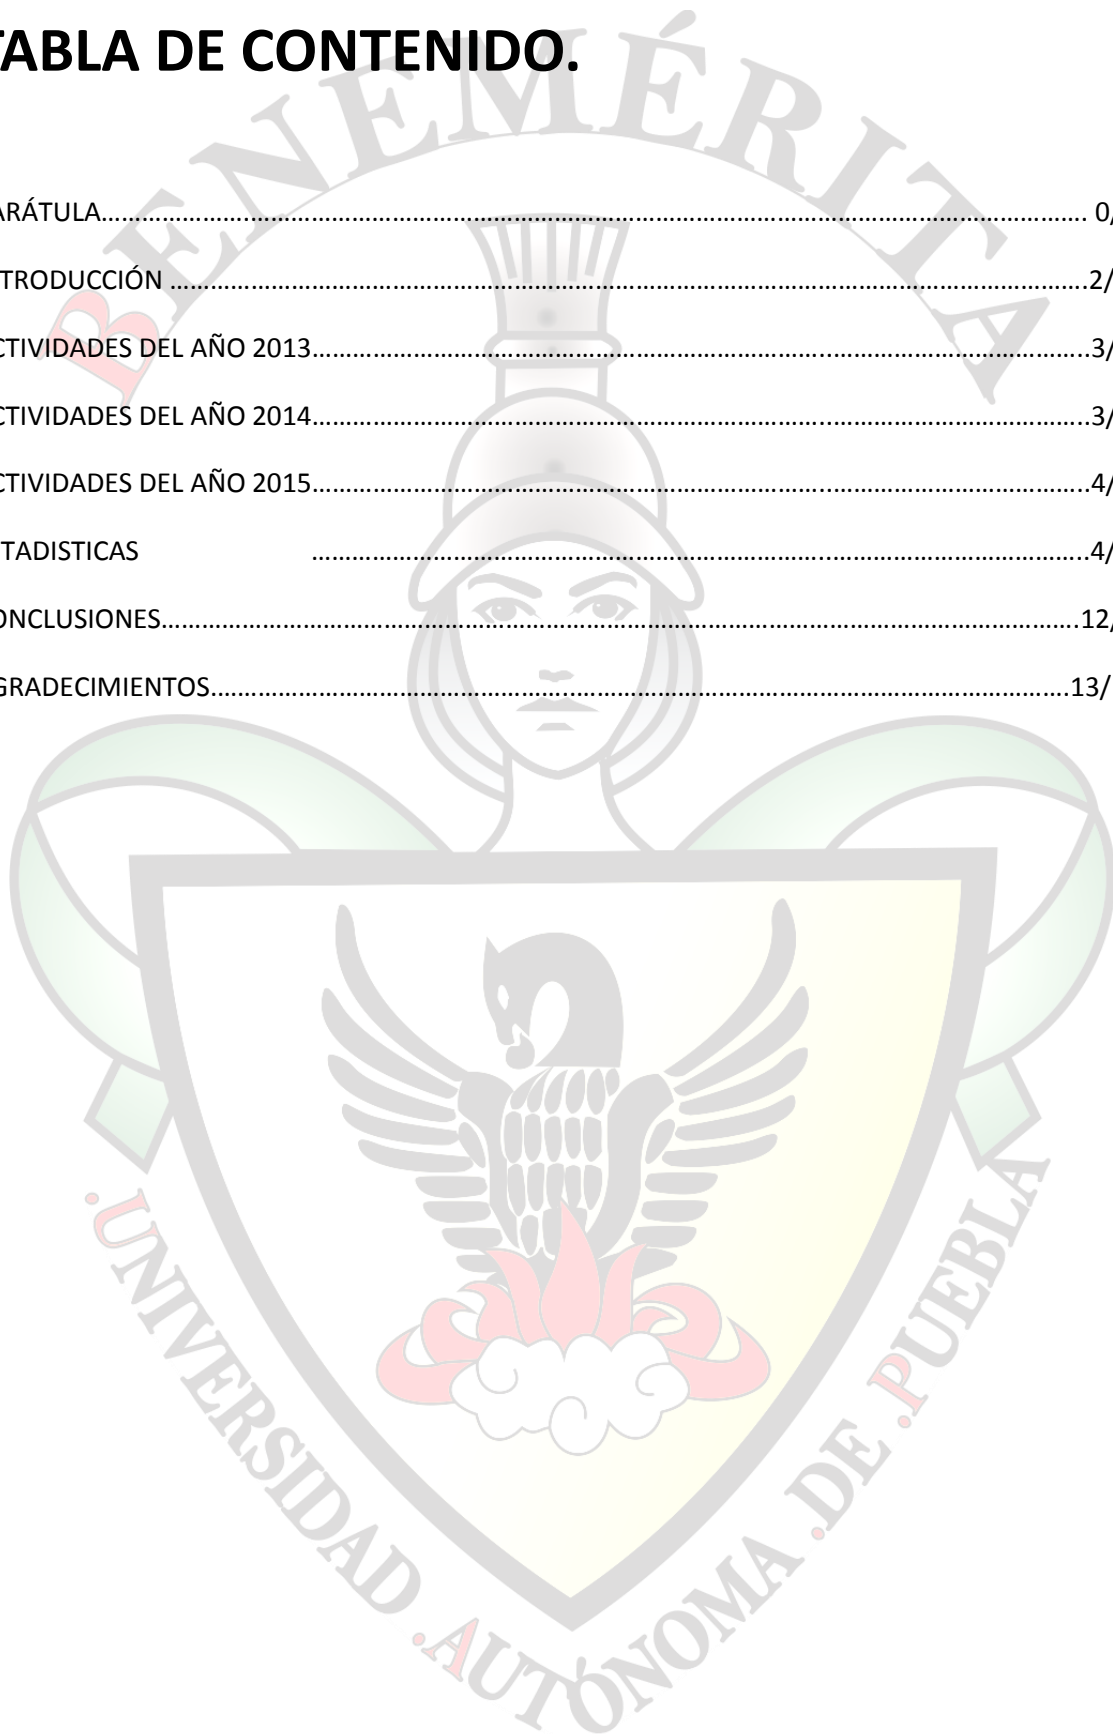 TABLA DE CONTENIDO.
ARÁTULA.................................................................................................................. 0/
TRODUCCIÓN ..........................................................................................................2/
CTIVIDADES DEL AÑO 2013..........................................................................................3/
CTIVIDADES DEL AÑO 2014..........................................................................................3/
CTIVIDADES DEL AÑO 2015..........................................................................................4/
TADISTICAS ..........................................................................................4/
ONCLUSIONES..........................................................................................................12/
GRADECIMIENTOS....................................................................................................13/
BENEMÉRITA
.UNIVERSIDAD .AUTÓNOMA .DE .PUEBLA